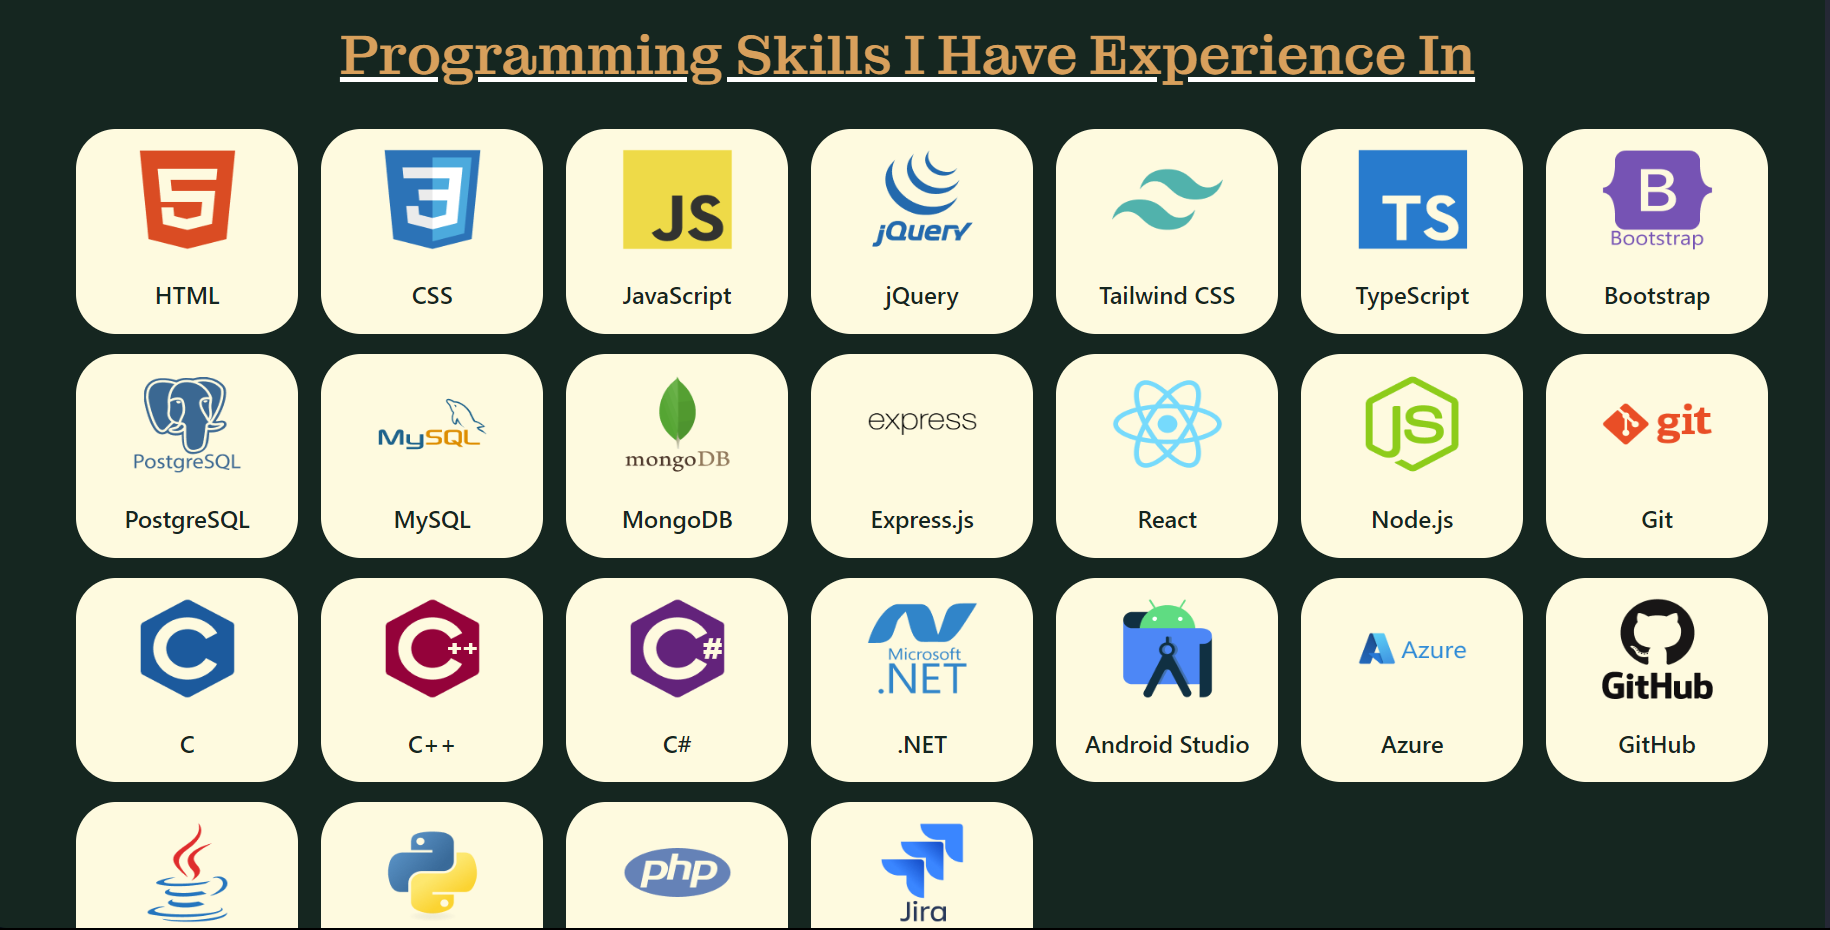 Programming Skills I Have Experience In
5 3 JS jQuery TS B Bootstrap
HTML CSS JavaScript jQuery Tailwind CSS TypeScript Bootstrap
PostgreSQL MySQL mongoDB express JS git
PostgreSQL MySQL MongoDB Express.js React Node.js Git
C C++ C# Microsoft .NET Azure GitHub
C C++ C# .NET Android Studio Azure GitHub
php Jira